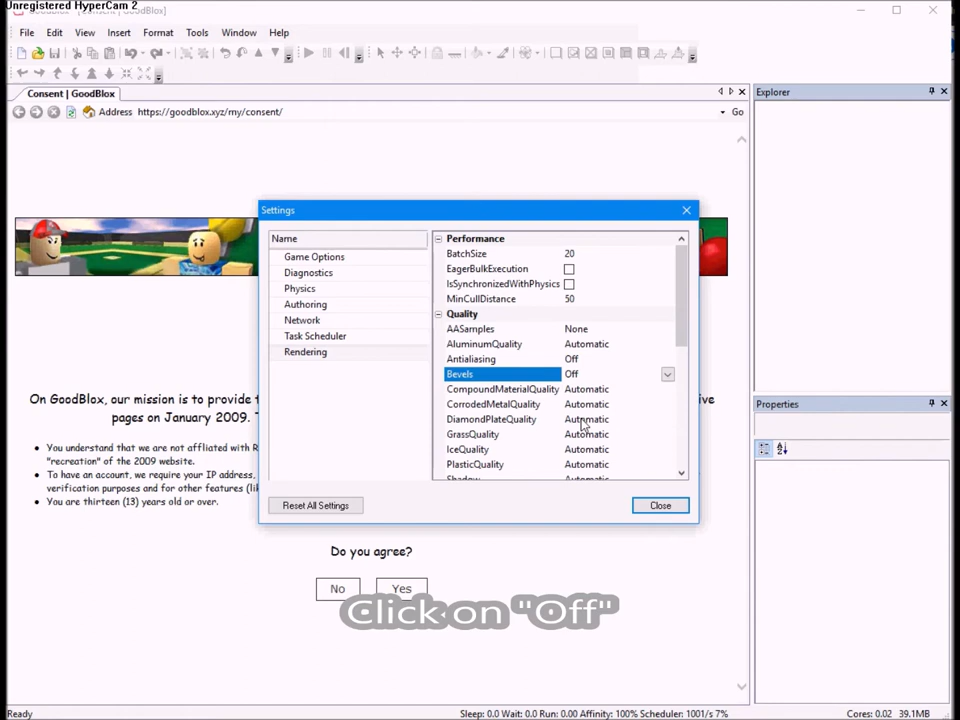 Unregistered HyperCam 2
GoodBlox]
File Edit View Insert Format Tools Window Help
Consent | GoodBlox
Address https://goodblox.xyz/my/consent/
Go
Explorer
Settings
Name
Game Options
Diagnostics
Physics
Authoring
Network
Task Scheduler
Rendering
Performance
BatchSize 20
EagerBulkExecution
IsSynchronizedWithPhysics
MinCullDistance 50
Quality
AASamples None
AluminumQuality Automatic
Antialiasing Off
Bevels Off
CompoundMaterialQuality Automatic
CorrodedMetalQuality Automatic
DiamondPlateQuality Automatic
GrassQuality Automatic
IceQuality Automatic
PlasticQuality Automatic
Shadow Automatic
Reset All Settings
Close
Properties
On GoodBlox, our mission is to provide t
ive
pages on January 2009. T
You understand that we are not affliated with R
"recreation" of the 2009 website.
To have an account, we require your IP address,
verification purposes and for other features (lik
You are thirteen (13) years old or over.
Do you agree?
No Yes
Click on "Off"
Ready
Sleep: 0.0 Wait: 0.0 Run: 0.00 Affinity: 100% Scheduler: 1001/s 7%
Cores: 0.02 39.1MB